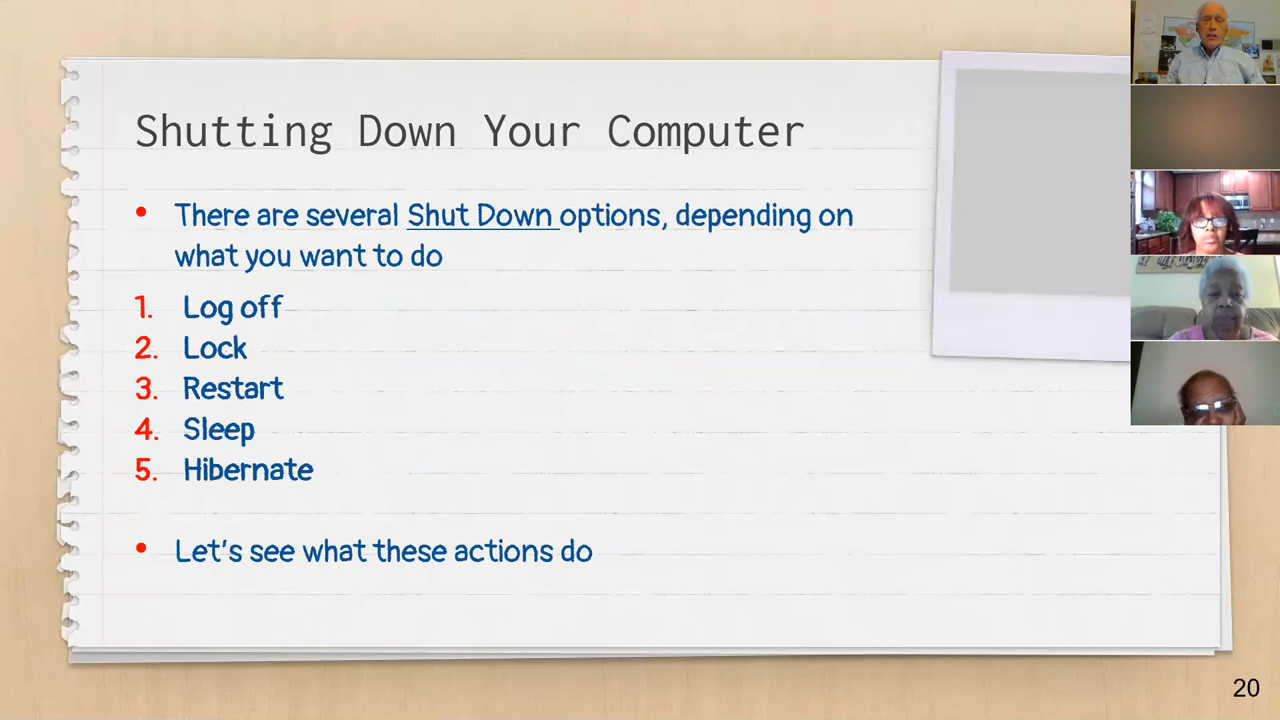 Shutting Down Your Computer
• There are several Shut Down options, depending on
what you want to do
1. Log off
2. Lock
3. Restart
4. Sleep
5. Hibernate
• Let's see what these actions do
20